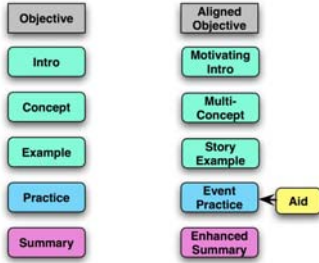 Objective
Aligned
Objective
Intro
Motivating
Intro
Concept
Multi-
Concept
Example
Story
Example
Practice
Event
Practice
Aid
Summary
Enhanced
Summary